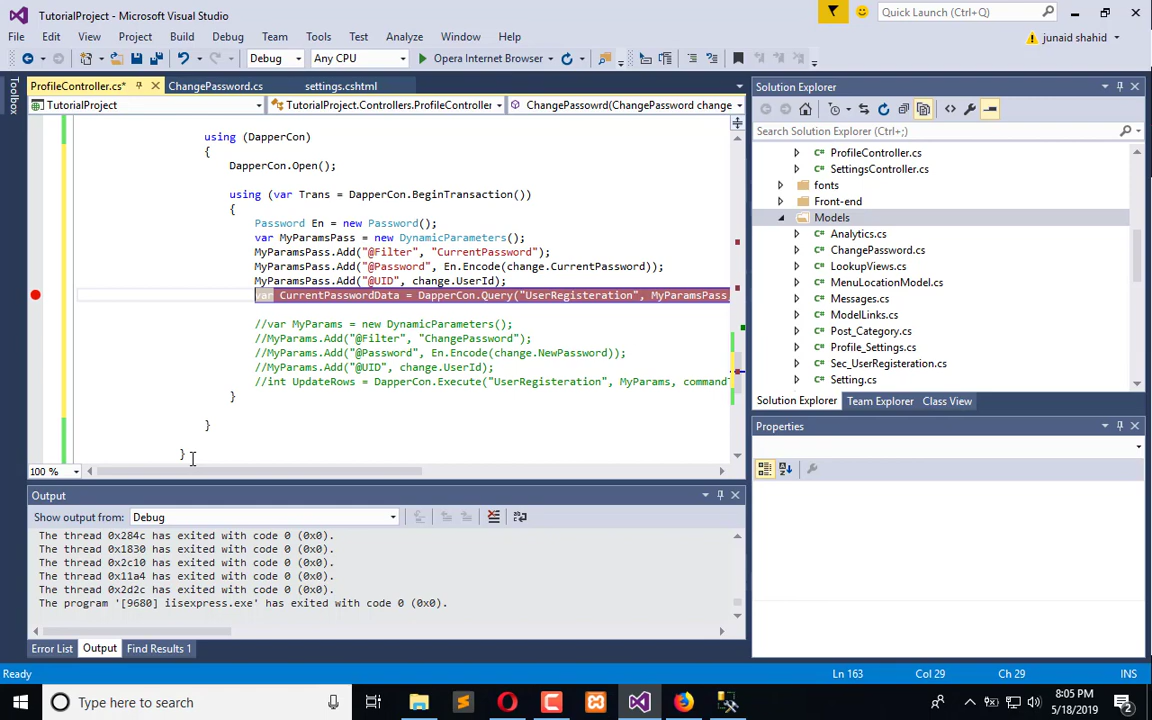 TutorialProject - Microsoft Visual Studio
Quick Launch (Ctrl+Q)
File Edit View Project Build Debug Team Tools Test Analyze Window Help
junaid shahid
Debug Any CPU Opera Internet Browser
Toolbox
ProfileController.cs* ChangePassword.cs settings.cshtml
TutorialProject TutorialProject.Controllers.ProfileController ChangePassowrd(ChangePassword change
using (DapperCon)
{
DapperCon.Open();
using (var Trans = DapperCon.BeginTransaction())
{
Password En = new Password();
var MyParamsPass = new DynamicParameters();
MyParamsPass.Add("@Filter", "CurrentPassword");
MyParamsPass.Add("@Password", En.Encode(change.CurrentPassword));
MyParamsPass.Add("@UID", change.UserId);
var CurrentPasswordData = DapperCon.Query("UserRegisteration", MyParamsPass
//var MyParams = new DynamicParameters();
//MyParams.Add("@Filter", "ChangePassword");
//MyParams.Add("@Password", En.Encode(change.NewPassword));
//MyParams.Add("@UID", change.UserId);
//int UpdateRows = DapperCon.Execute("UserRegisteration", MyParams, command
}
}
}
100 %
Output
Show output from: Debug
The thread 0x284c has exited with code 0 (0x0).
The thread 0x1830 has exited with code 0 (0x0).
The thread 0x2c10 has exited with code 0 (0x0).
The thread 0x11a4 has exited with code 0 (0x0).
The thread 0x2d2c has exited with code 0 (0x0).
The program '[9680] iisexpress.exe' has exited with code 0 (0x0).
Error List Output Find Results 1
Solution Explorer
Search Solution Explorer (Ctrl+;)
ProfileController.cs
SettingsController.cs
fonts
Front-end
Models
Analytics.cs
ChangePassword.cs
LookupViews.cs
MenuLocationModel.cs
Messages.cs
ModelLinks.cs
Post_Category.cs
Profile_Settings.cs
Sec_UserRegisteration.cs
Setting.cs
Solution Explorer Team Explorer Class View
Properties
Ready Ln 163 Col 29 Ch 29 INS
Type here to search
8:05 PM
5/18/2019
2